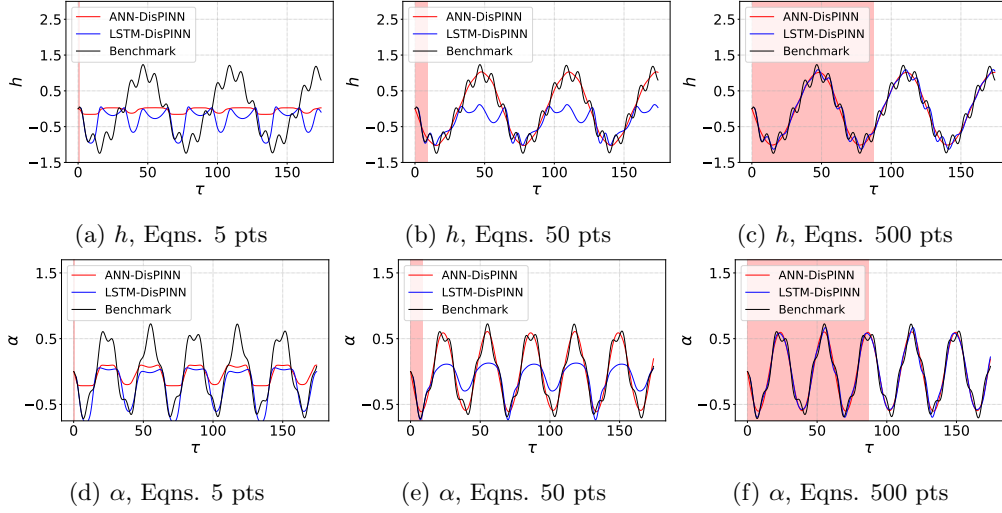 2.5
1.5
0.5
−0.5
−1.5
h
ANN-DisPINN
LSTM-DisPINN
Benchmark
0 50 100 150
τ
(a) h, Eqns. 5 pts
2.5
1.5
0.5
−0.5
−1.5
h
ANN-DisPINN
LSTM-DisPINN
Benchmark
0 50 100 150
τ
(b) h, Eqns. 50 pts
2.5
1.5
0.5
−0.5
−1.5
h
ANN-DisPINN
LSTM-DisPINN
Benchmark
0 50 100 150
τ
(c) h, Eqns. 500 pts
1.5
0.5
−0.5
α
ANN-DisPINN
LSTM-DisPINN
Benchmark
0 50 100 150
τ
(d) α, Eqns. 5 pts
1.5
0.5
−0.5
α
ANN-DisPINN
LSTM-DisPINN
Benchmark
0 50 100 150
τ
(e) α, Eqns. 50 pts
1.5
0.5
−0.5
α
ANN-DisPINN
LSTM-DisPINN
Benchmark
0 50 100 150
τ
(f) α, Eqns. 500 pts